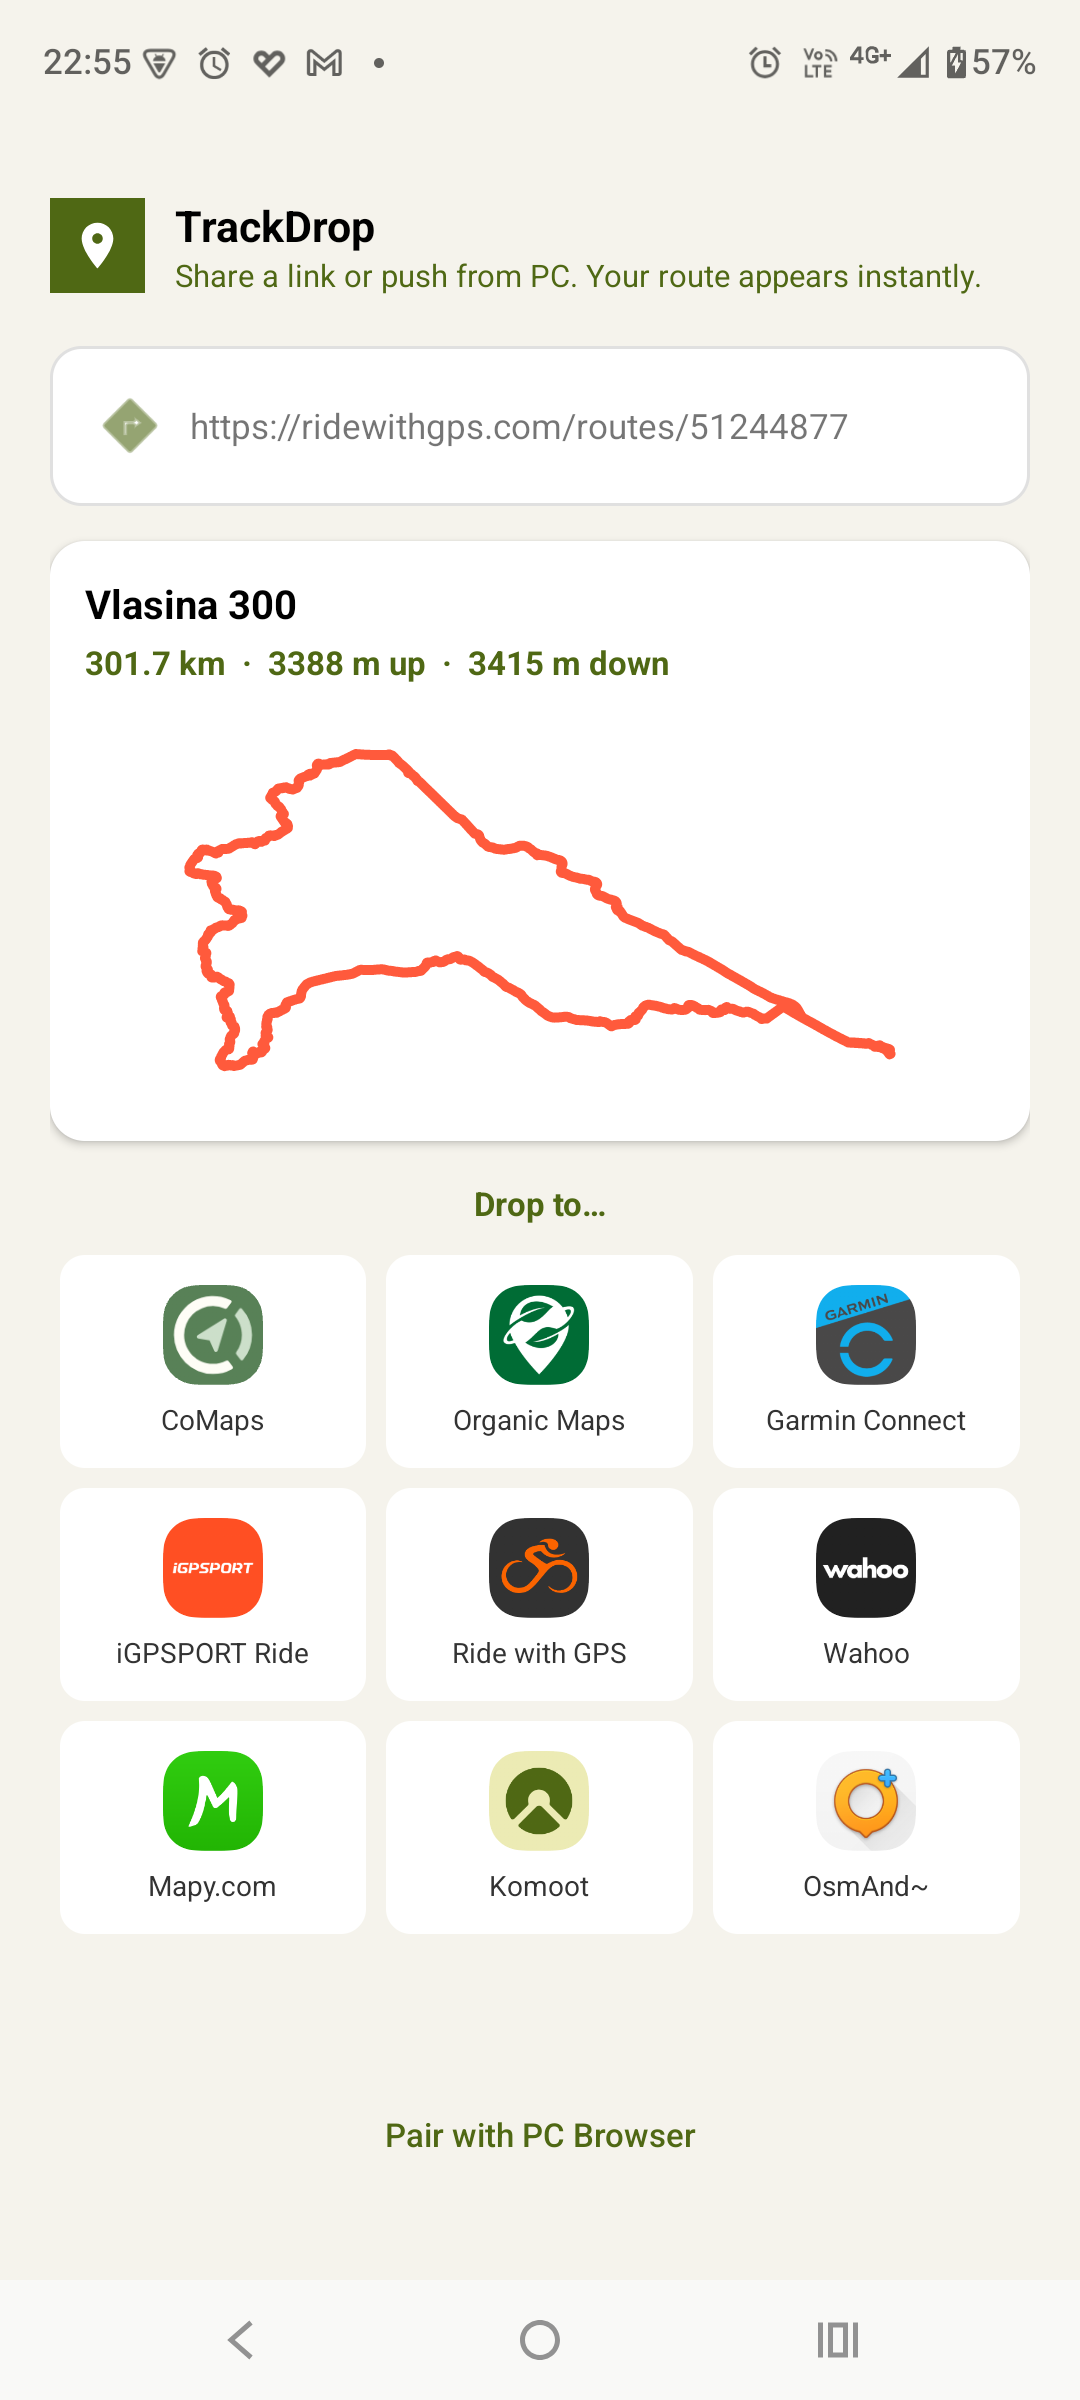 22:55
Vo LTE 4G+ 57%
TrackDrop
Share a link or push from PC. Your route appears instantly.
https://ridewithgps.com/routes/51244877
Vlasina 300
301.7 km · 3388 m up · 3415 m down
Drop to...
GARMIN
CoMaps
Organic Maps
Garmin Connect
iGPSPORT
wahoo
iGPSPORT Ride
Ride with GPS
Wahoo
Mapy.com
Komoot
OsmAnd~
Pair with PC Browser